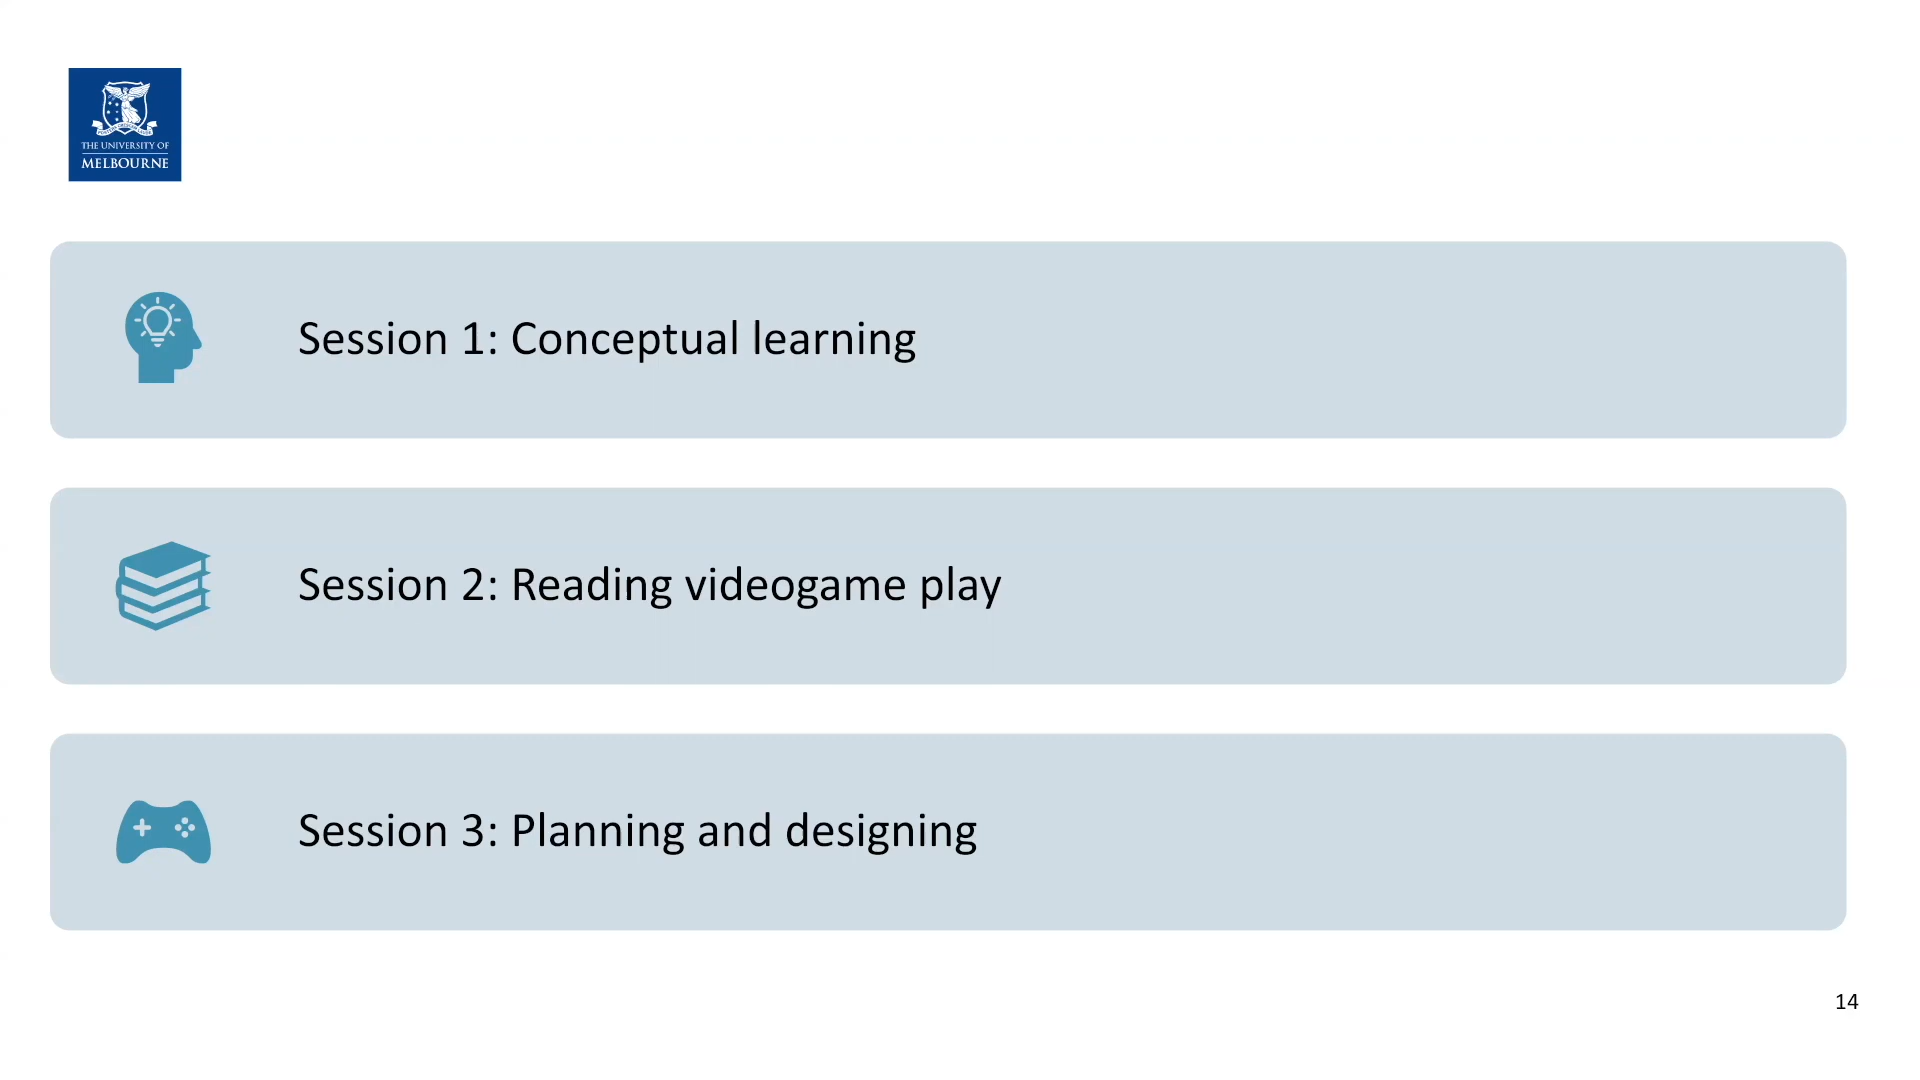 THE UNIVERSITY OF
MELBOURNE
Session 1: Conceptual learning
Session 2: Reading videogame play
Session 3: Planning and designing
14